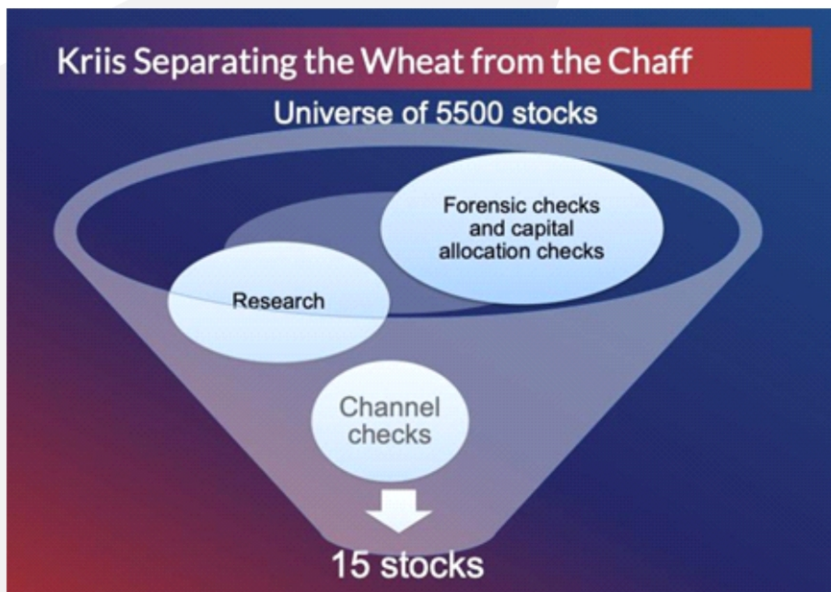 Kriis Separating the Wheat from the Chaff
Universe of 5500 stocks
Forensic checks
and capital
allocation checks
Research
Channel
checks
15 stocks